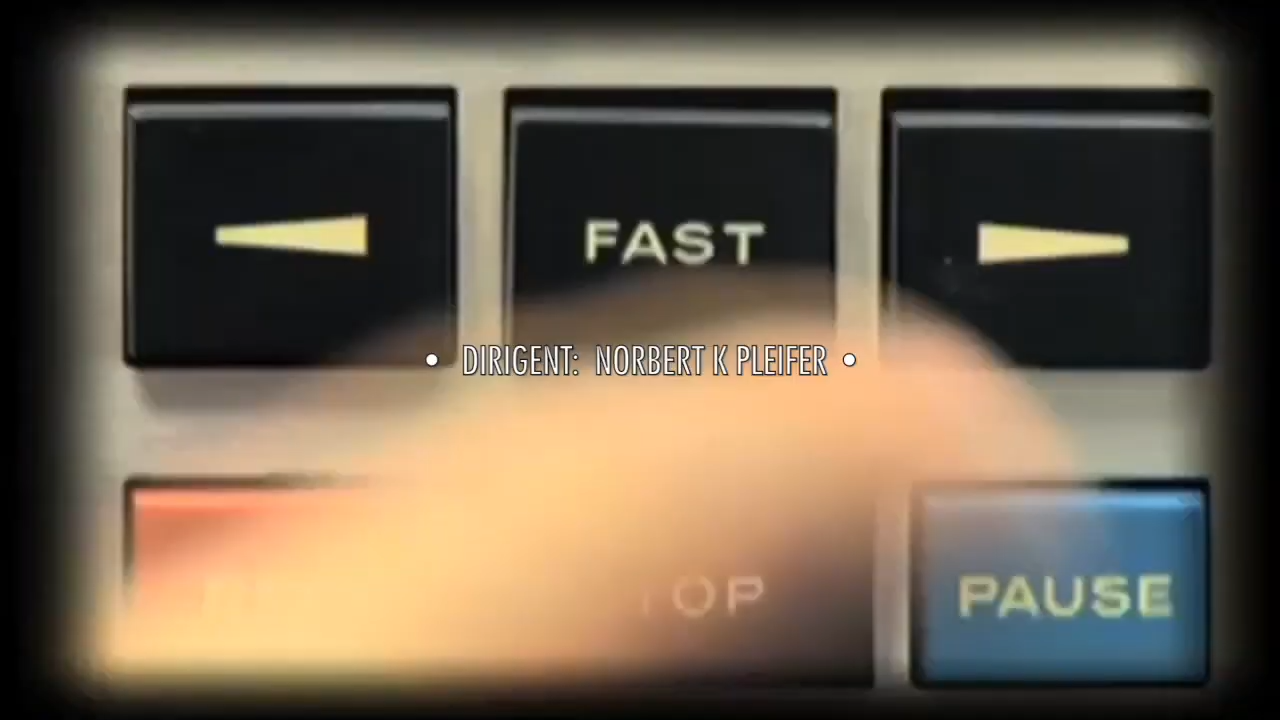 FAST
• DIRIGENT: NORBERT K PLEIFER •
PAUSE